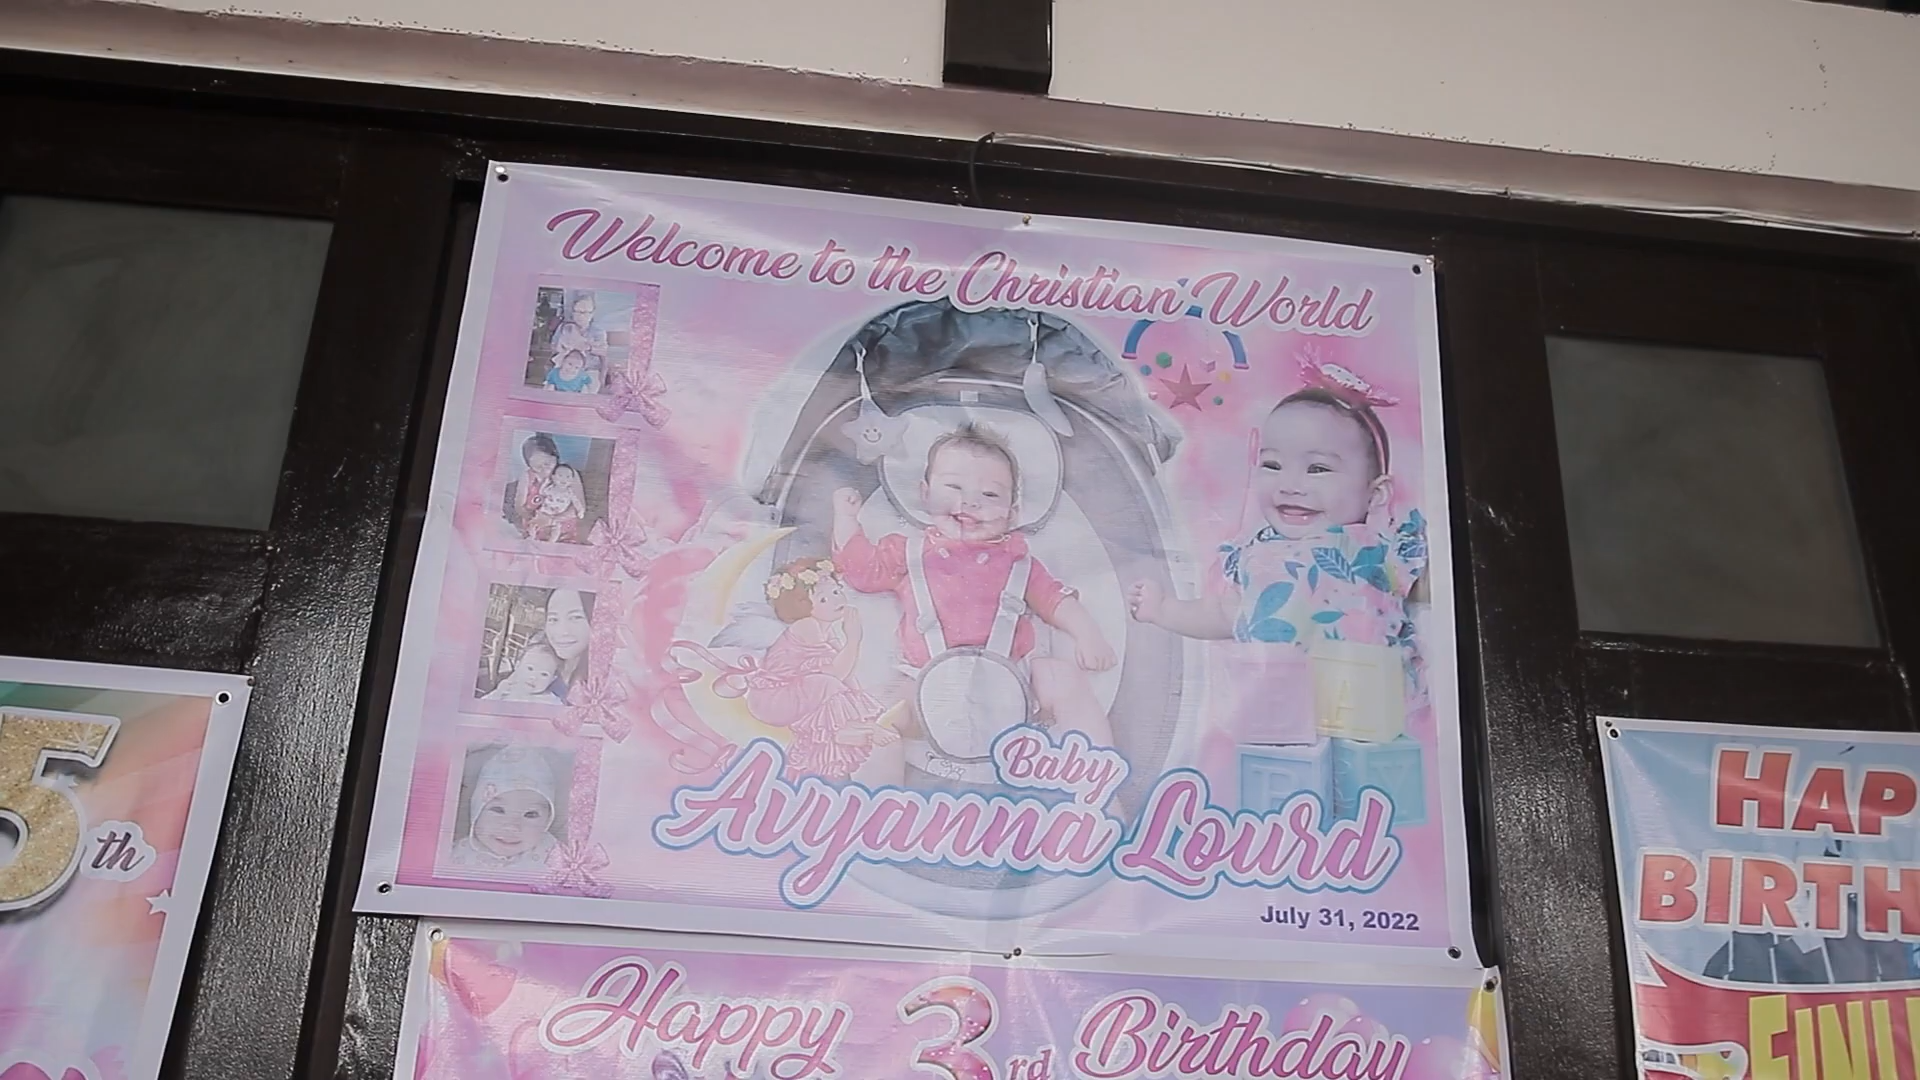 Welcome to the Christian World
Baby
Avyanna Lourd
July 31, 2022
5th
Happy 3rd Birthday
HAP
BIRTH
A